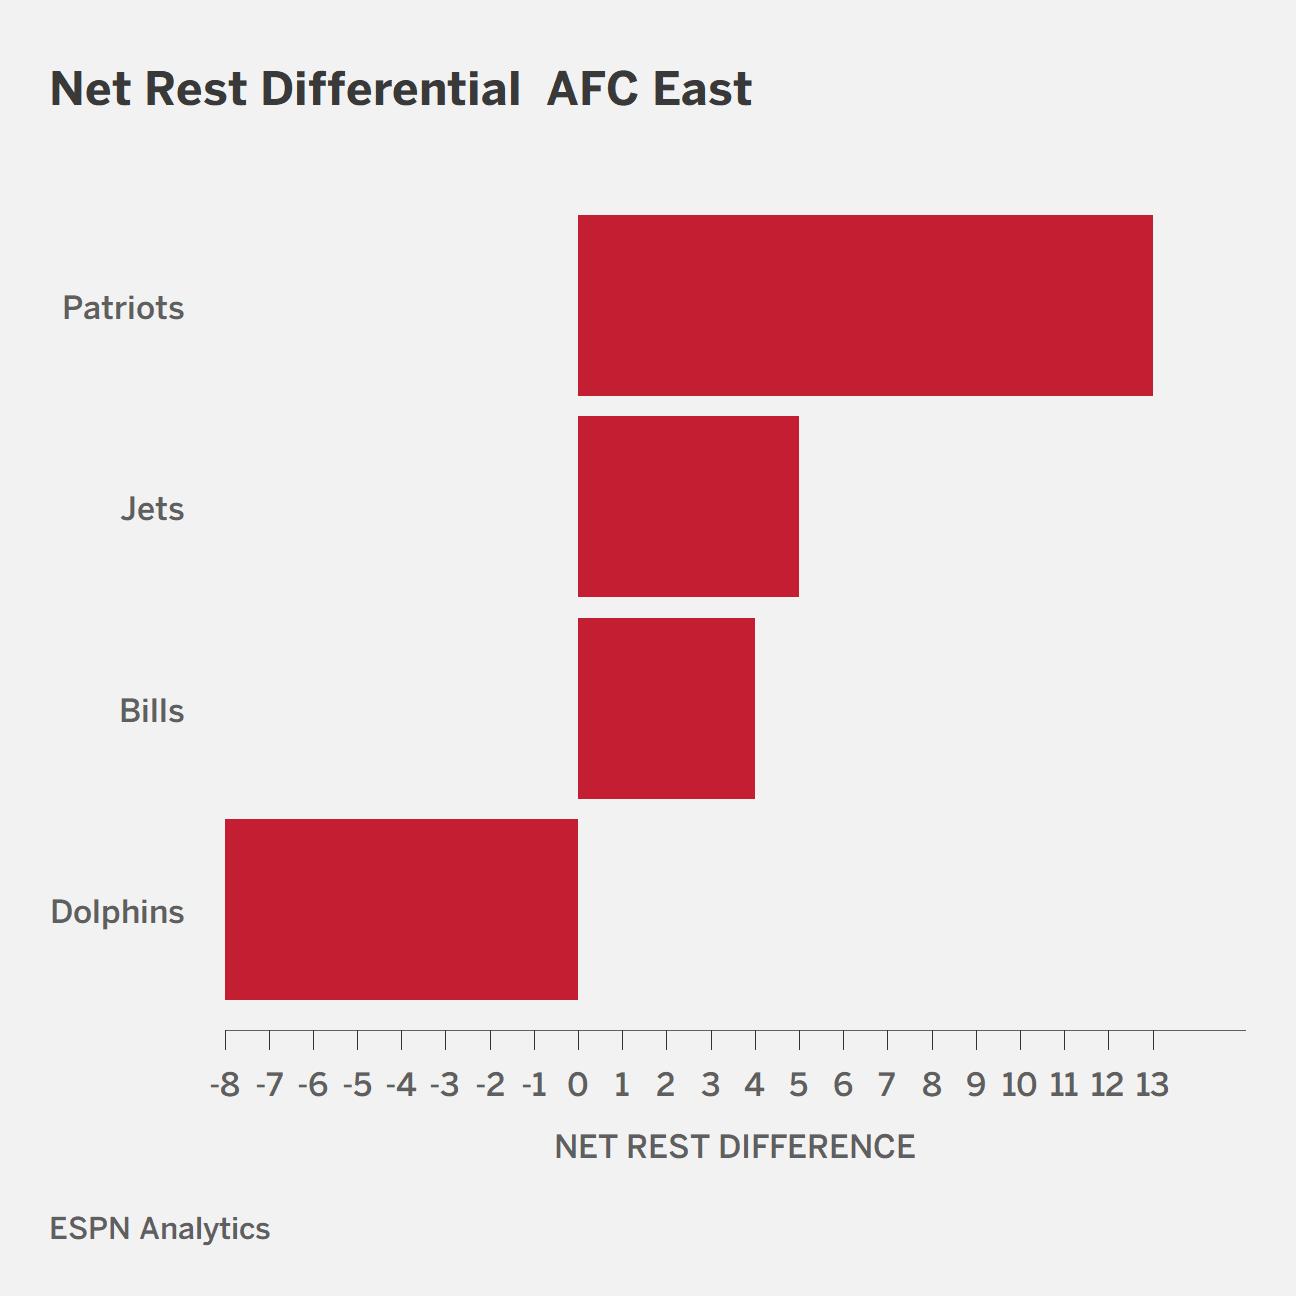 Net Rest Differential  AFC East
Patriots
Jets
Bills
Dolphins
-8 -7 -6 -5 -4 -3 -2 -1 0 1 2 3 4 5 6 7 8 9 10 11 12 13
NET REST DIFFERENCE
ESPN Analytics